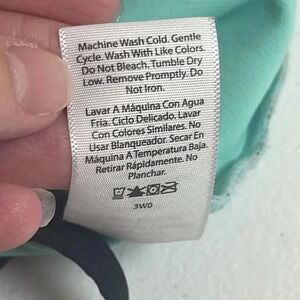 Machine Wash Cold. Gentle
Cycle. Wash With Like Colors.
Do Not Bleach. Tumble Dry
Low. Remove Promptly. Do
Not Iron.
Lavar A Máquina Con Agua
Fria. Ciclo Delicado. Lavar
Con Colores Similares. No
Usar Blanqueador. Secar En
Máquina A Temperatura Baja.
Retirar Rápidamente. No
Planchar.
3W0